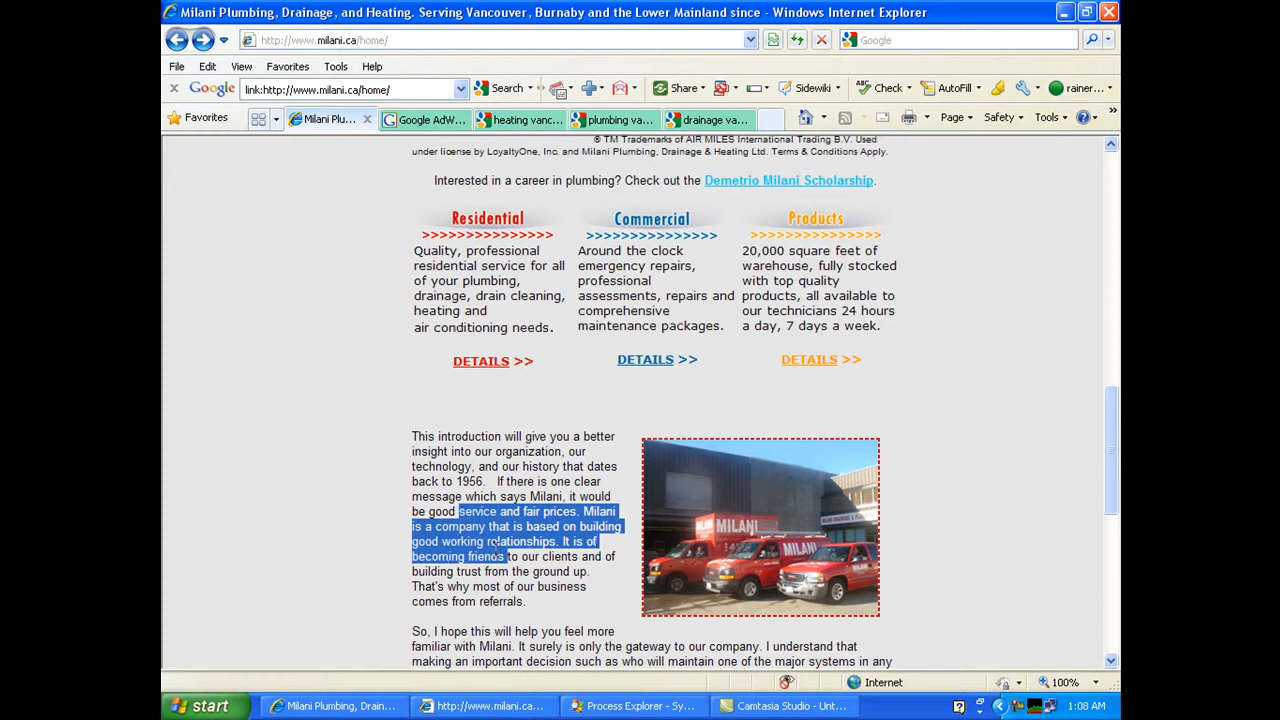 Milani Plumbing, Drainage, and Heating. Serving Vancouver, Burnaby and the Lower Mainland since - Windows Internet Explorer
http://www.milani.ca/home/
Google
File Edit View Favorites Tools Help
Google link:http://www.milani.ca/home/ Search Share Sidewiki Check AutoFill rainer...
Favorites Milani Plu... Google AdW... heating vanc... plumbing va... drainage va... Page Safety Tools
® TM Trademarks of AIR MILES International Trading B.V. Used
under license by LoyaltyOne, Inc. and Milani Plumbing, Drainage & Heating Ltd. Terms & Conditions Apply.
Interested in a career in plumbing? Check out the Demetrio Milani Scholarship.
Residential
>>>>>>>>>>>>>>>
Quality, professional
residential service for all
of your plumbing,
drainage, drain cleaning,
heating and
air conditioning needs.
DETAILS >>
Commercial
>>>>>>>>>>>>>>>
Around the clock
emergency repairs,
professional
assessments, repairs and
comprehensive
maintenance packages.
DETAILS >>
Products
>>>>>>>>>>>>>>>
20,000 square feet of
warehouse, fully stocked
with top quality
products, all available to
our technicians 24 hours
a day, 7 days a week.
DETAILS >>
This introduction will give you a better
insight into our organization, our
technology, and our history that dates
back to 1956. If there is one clear
message which says Milani, it would
be good service and fair prices. Milani
is a company that is based on building
good working relationships. It is of
becoming friends to our clients and of
building trust from the ground up.
That's why most of our business
comes from referrals.
MILANI
MILANI
MILANI
So, I hope this will help you feel more
familiar with Milani. It surely is only the gateway to our company. I understand that
making an important decision such as who will maintain one of the major systems in any
Internet 100%
start Milani Plumbing, Drain... http://www.milani.ca... Process Explorer - Sy... Camtasia Studio - Unt... 1:08 AM